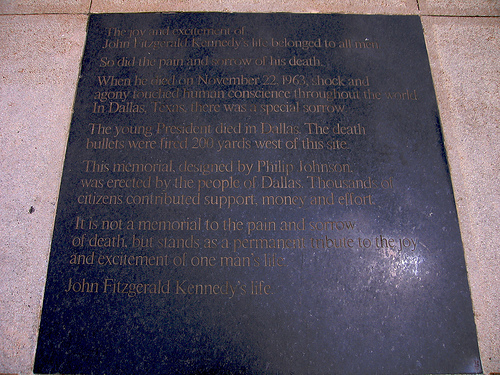 The joy and excitement of
John Fitzgerald Kennedy's life belonged to all men.
So did the pain and sorrow of his death.
When he died on November 22, 1963, shock and
agony touched human conscience throughout the world.
In Dallas, Texas, there was a special sorrow.
The young President died in Dallas. The death
bullets were fired 200 yards west of this site.
This memorial, designed by Philip Johnson,
was erected by the people of Dallas. Thousands of
citizens contributed support, money and effort.
It is not a memorial to the pain and sorrow
of death, but stands as a permanent tribute to the joy
and excitement of one man's life.
John Fitzgerald Kennedy's life.